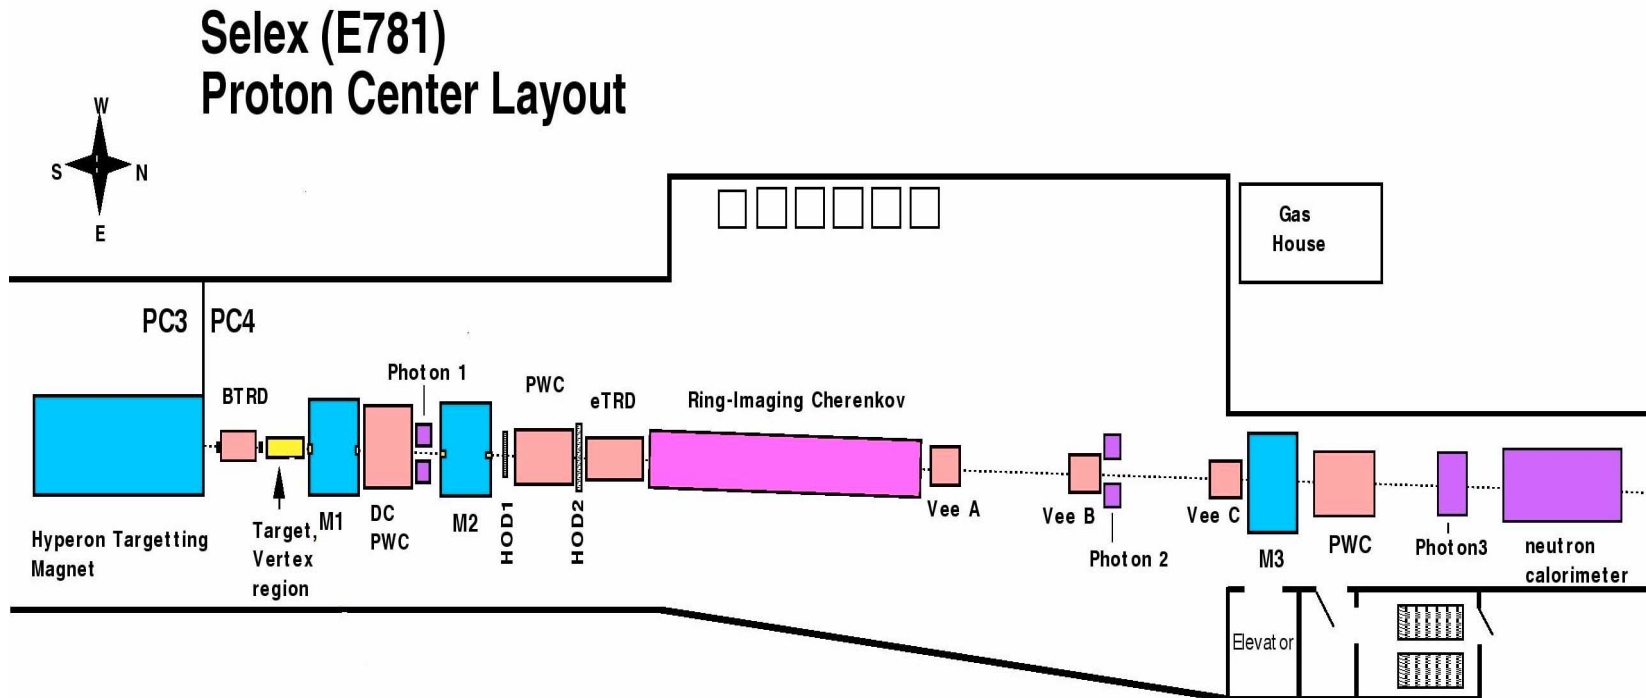 Selex (E781)
Proton Center Layout
W
S
N
E
Gas
House
PC3
PC4
Photon 1
BTRD
PWC
eTRD
Ring-Imaging Cherenkov
Hyperon Targetting
Magnet
Target,
Vertex
region
M1
DC
PWC
M2
HOD1
HOD2
Vee A
Vee B
Photon 2
Vee C
M3
PWC
Photon3
neutron
calorimeter
Elevator